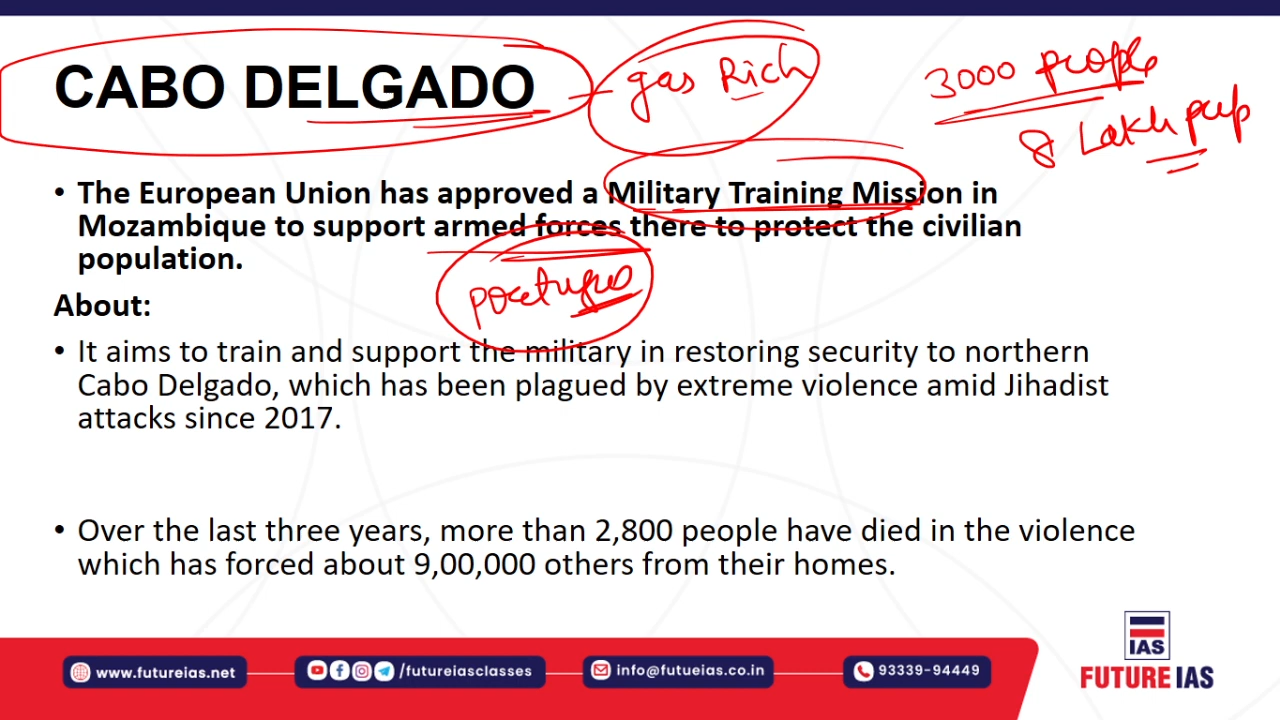 CABO DELGADO
gas Rich
3000 people
8 Lakh
• The European Union has approved a Military Training Mission in
Mozambique to support armed forces there to protect the civilian
population.
About:
• It aims to train and support the military in restoring security to northern
Cabo Delgado, which has been plagued by extreme violence amid Jihadist
attacks since 2017.
• Over the last three years, more than 2,800 people have died in the violence
which has forced about 9,00,000 others from their homes.
www.futureias.net
/futureiasclasses
info@futueias.co.in
93339-94449
IAS
FUTURE IAS